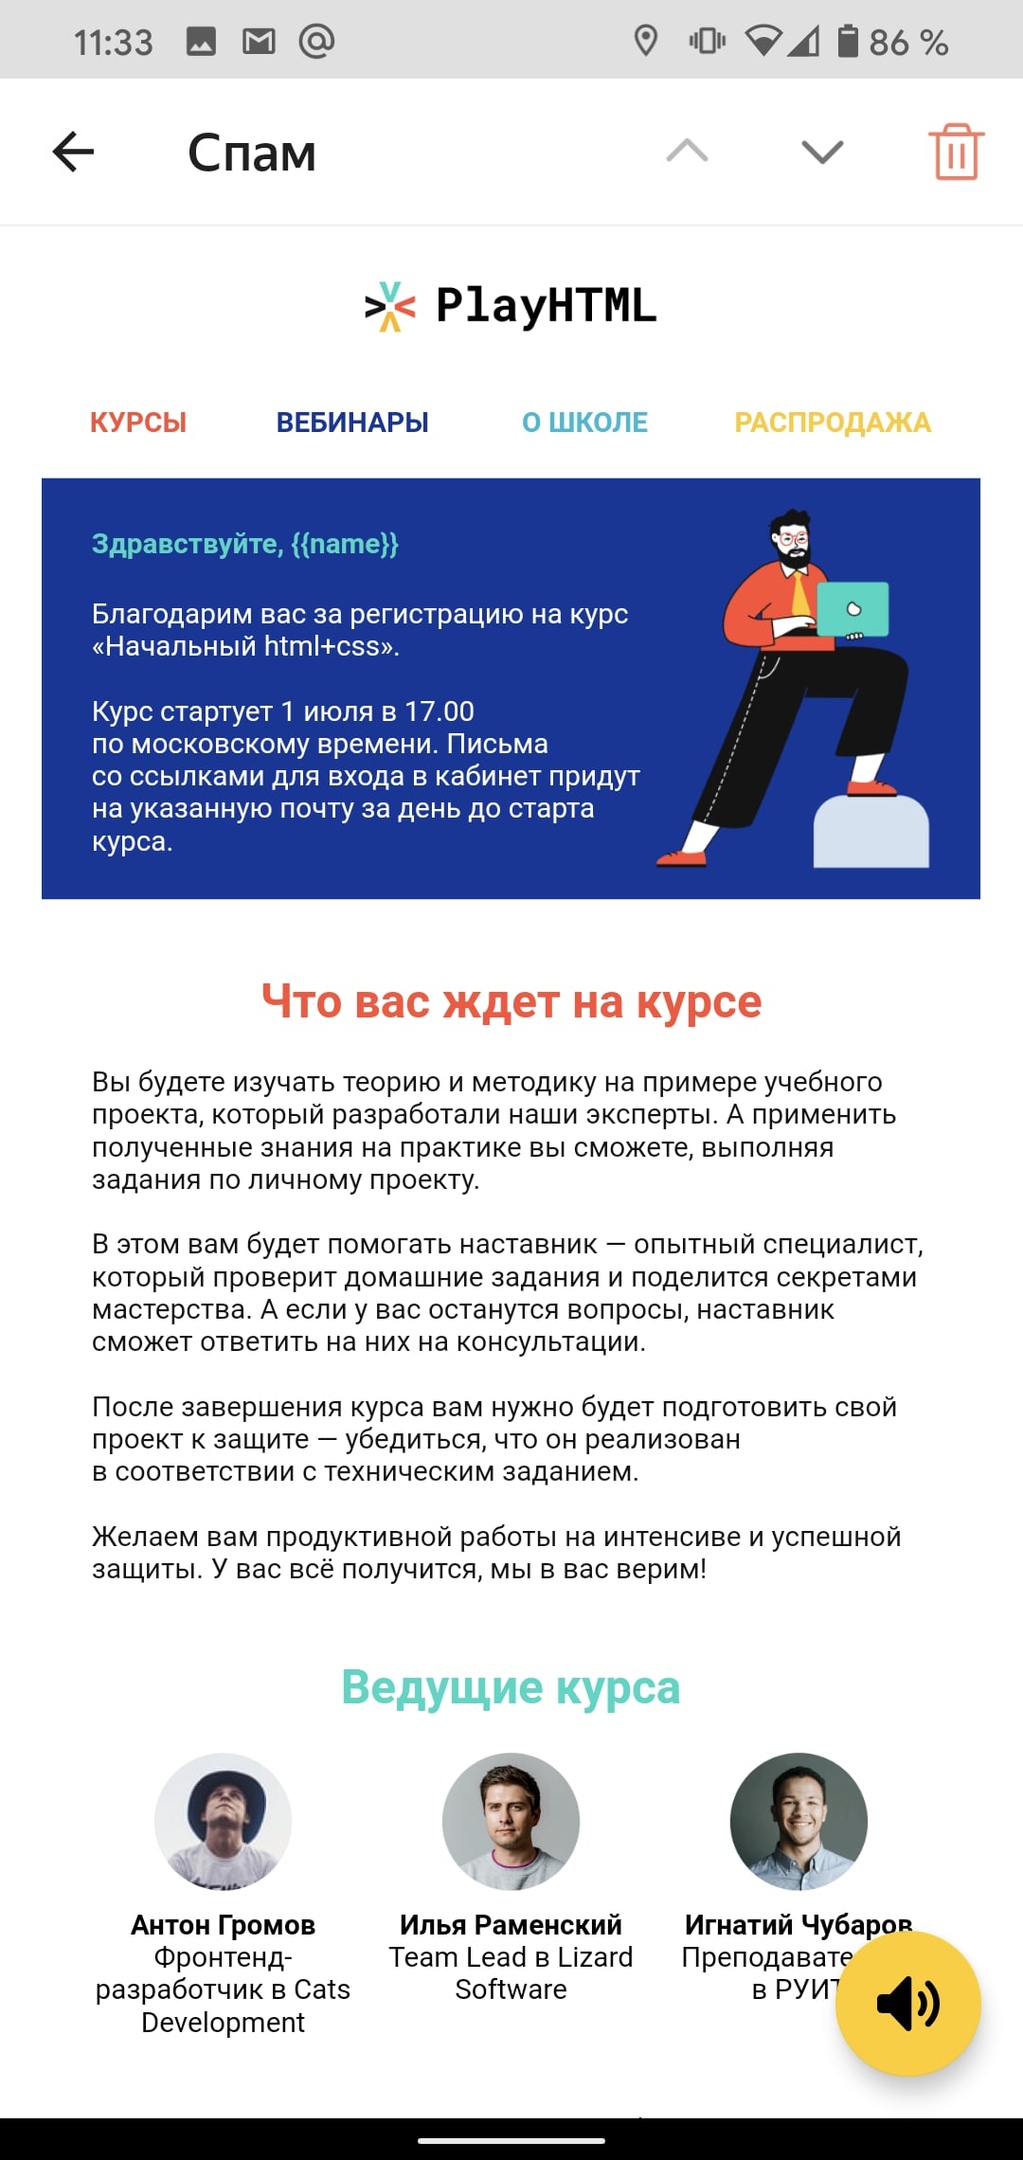 11:33
86 %
Спам
PlayHTML
КУРСЫ ВЕБИНАРЫ О ШКОЛЕ РАСПРОДАЖА
Здравствуйте, {{name}}
Благодарим вас за регистрацию на курс
«Начальный html+css».
Курс стартует 1 июля в 17.00
по московскому времени. Письма
со ссылками для входа в кабинет придут
на указанную почту за день до старта
курса.
Что вас ждет на курсе
Вы будете изучать теорию и методику на примере учебного
проекта, который разработали наши эксперты. А применить
полученные знания на практике вы сможете, выполняя
задания по личному проекту.
В этом вам будет помогать наставник — опытный специалист,
который проверит домашние задания и поделится секретами
мастерства. А если у вас останутся вопросы, наставник
сможет ответить на них на консультации.
После завершения курса вам нужно будет подготовить свой
проект к защите — убедиться, что он реализован
в соответствии с техническим заданием.
Желаем вам продуктивной работы на интенсиве и успешной
защиты. У вас всё получится, мы в вас верим!
Ведущие курса
Антон Громов
Фронтенд-
разработчик в Cats
Development
Илья Раменский
Team Lead в Lizard
Software
Игнатий Чубаров
в